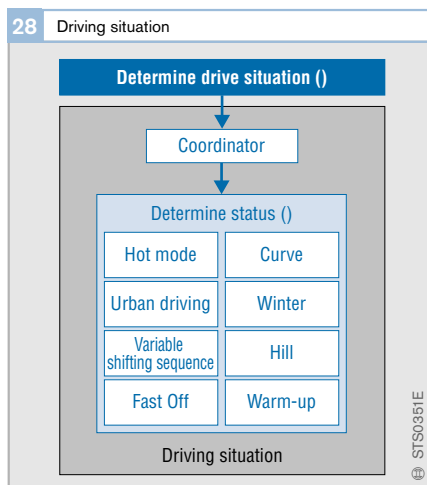 28 Driving situation
Determine drive situation ()
Coordinator
Determine status ()
Hot mode
Curve
Urban driving
Winter
Variable
shifting sequence
Hill
Fast Off
Warm-up
Driving situation
STS0351E